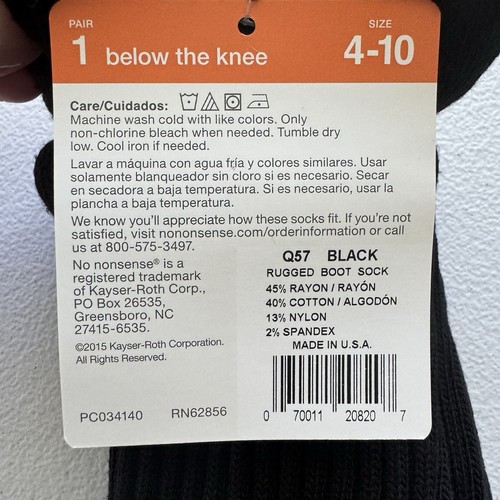 PAIR
1 below the knee
SIZE
4-10
Care/Cuidados:
Machine wash cold with like colors. Only
non-chlorine bleach when needed. Tumble dry
low. Cool iron if needed.
Lavar a máquina con agua fría y colores similares. Usar
solamente blanqueador sin cloro si es necesario. Secar
en secadora a baja temperatura. Si es necesario, usar la
plancha a baja temperatura.
We know you'll appreciate how these socks fit. If you're not
satisfied, visit nononsense.com/orderinformation or call
us at 800-575-3497.
No nonsense® is a
registered trademark
of Kayser-Roth Corp.,
PO Box 26535,
Greensboro, NC
27415-6535.
©2015 Kayser-Roth Corporation.
All Rights Reserved.
PC034140 RN62856
Q57 BLACK
RUGGED BOOT SOCK
45% RAYON / RAYÓN
40% COTTON / ALGODÓN
13% NYLON
2% SPANDEX
MADE IN U.S.A.
0 70011 20820 7